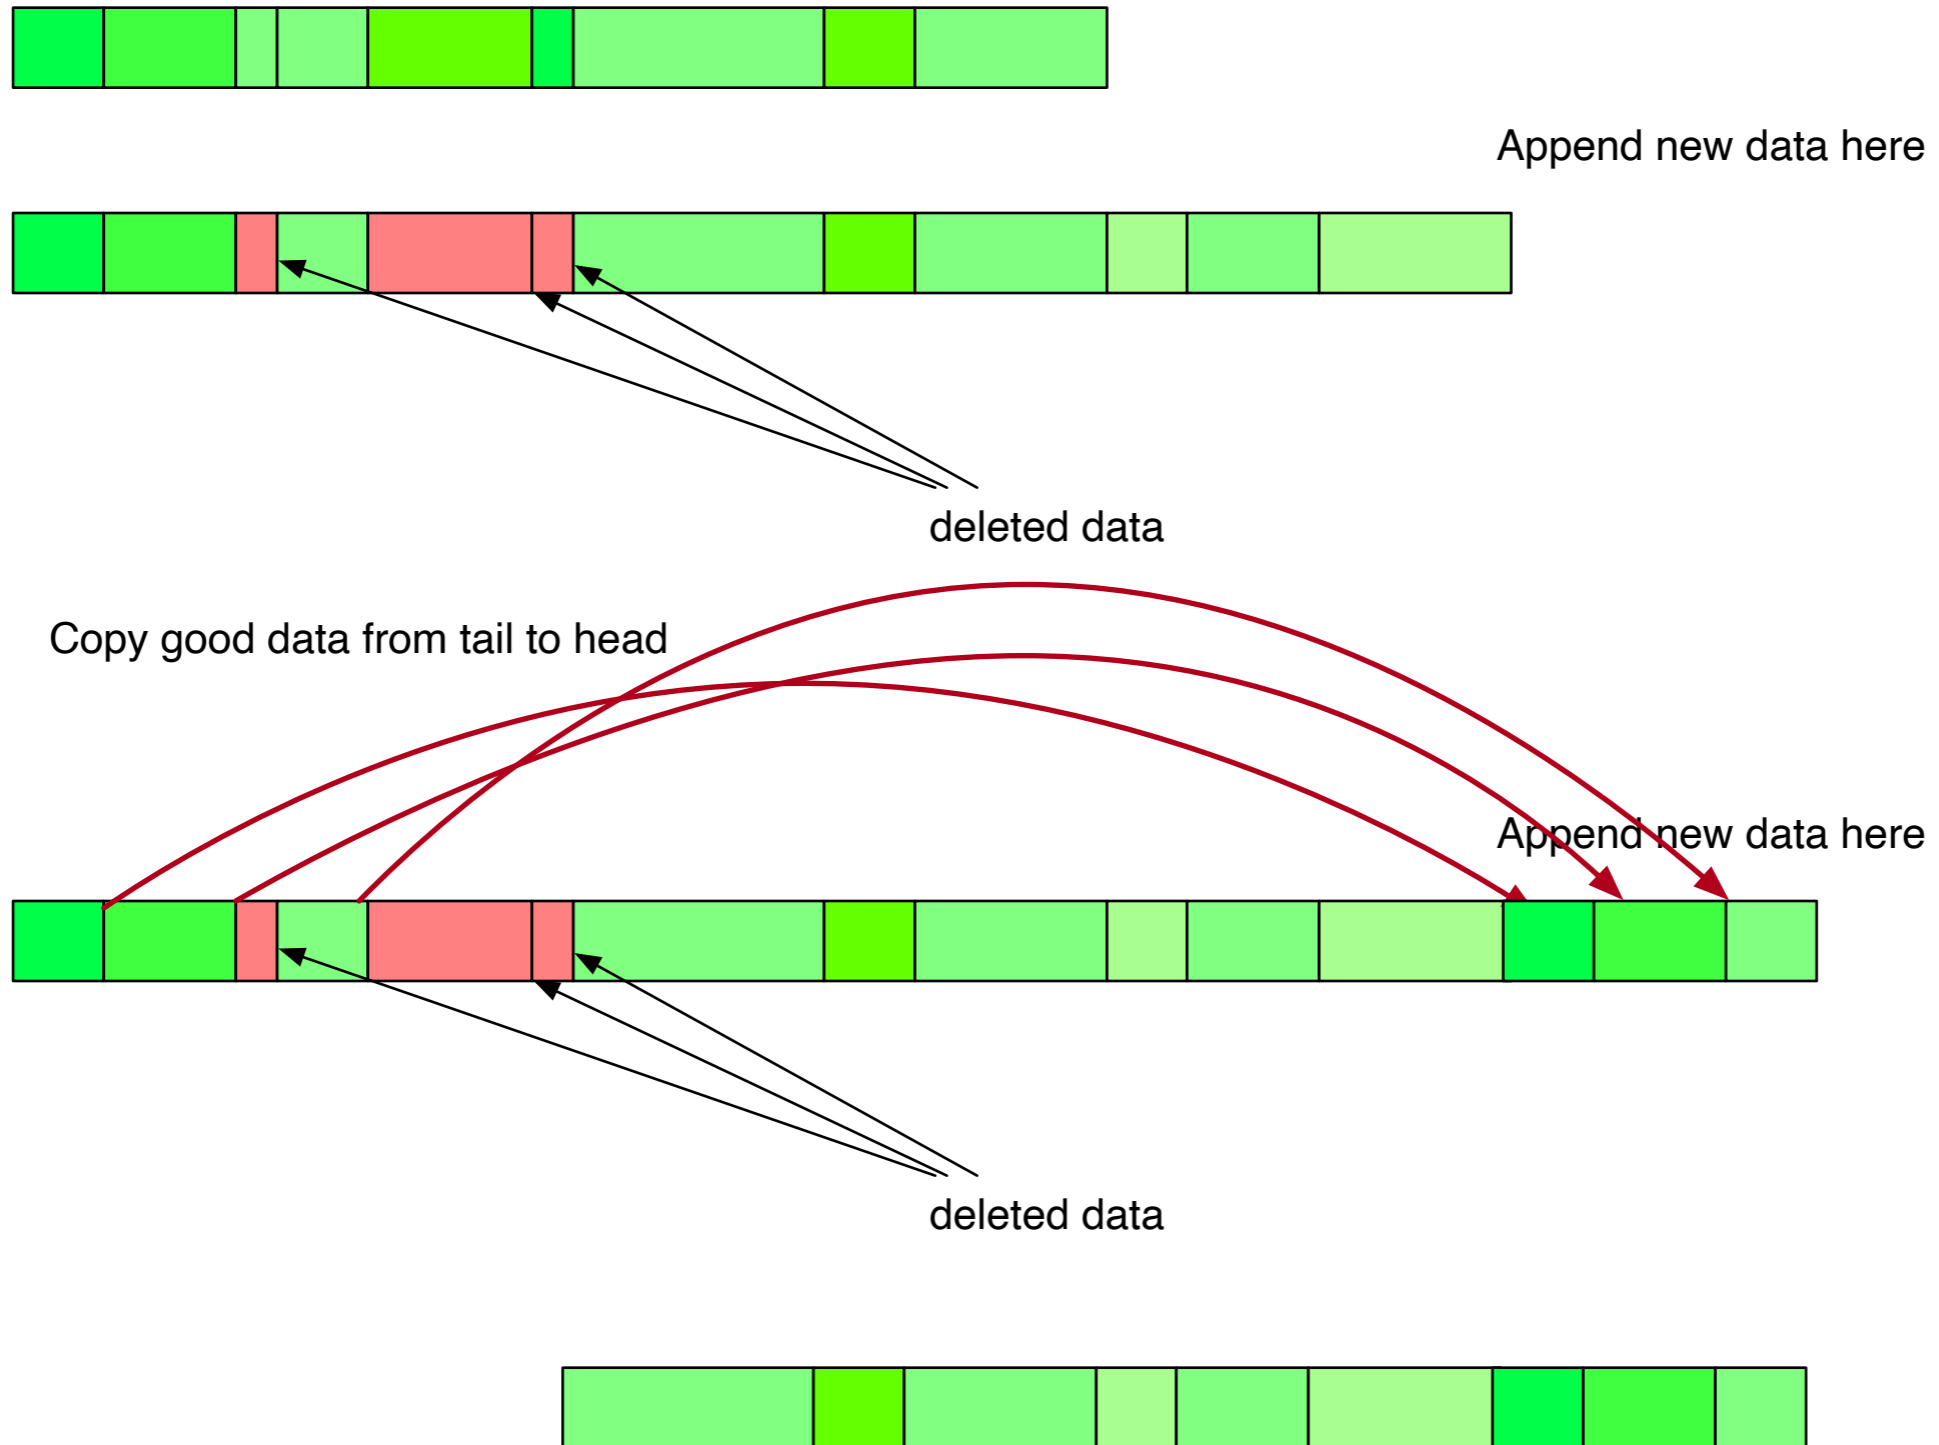 Append new data here
deleted data
Copy good data from tail to head
Append new data here
deleted data